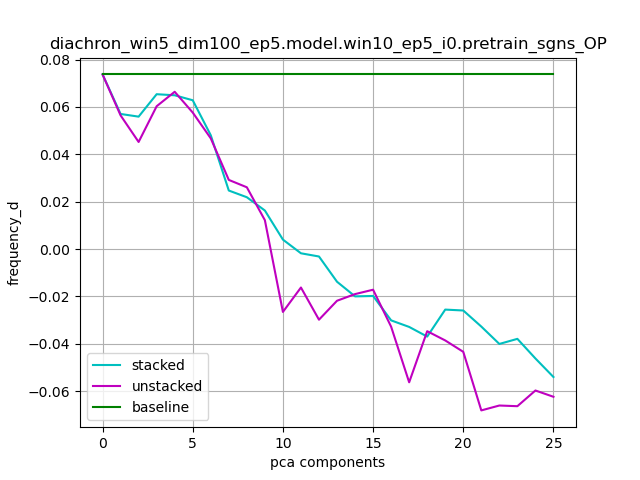 diachron_win5_dim100_ep5.model.win10_ep5_i0.pretrain_sgns_OP
0.08
0.06
0.04
0.02
0.00
−0.02
−0.04
−0.06
frequency_d
stacked
unstacked
baseline
0 5 10 15 20 25
pca components